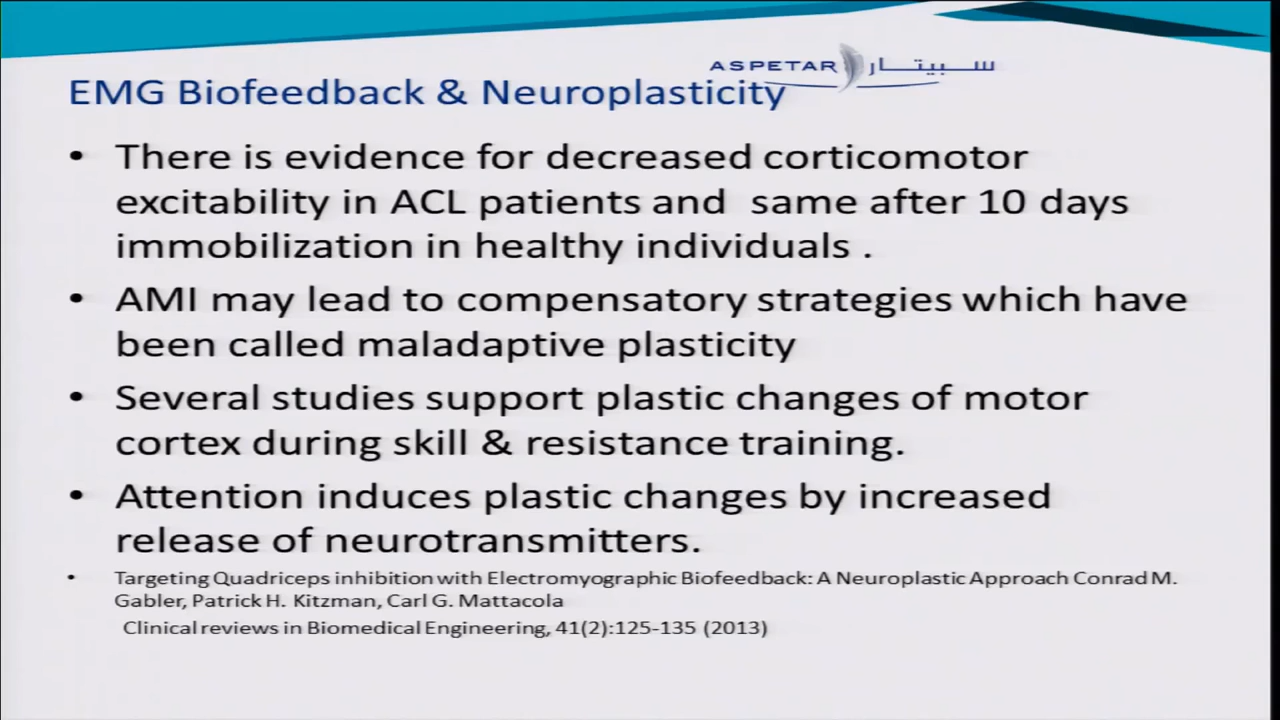 ASPETAR سبيتار
EMG Biofeedback & Neuroplasticity
• There is evidence for decreased corticomotor
excitability in ACL patients and same after 10 days
immobilization in healthy individuals .
• AMI may lead to compensatory strategies which have
been called maladaptive plasticity
• Several studies support plastic changes of motor
cortex during skill & resistance training.
• Attention induces plastic changes by increased
release of neurotransmitters.
• Targeting Quadriceps inhibition with Electromyographic Biofeedback: A Neuroplastic Approach Conrad M.
Gabler, Patrick H. Kitzman, Carl G. Mattacola
Clinical reviews in Biomedical Engineering, 41(2):125-135 (2013)